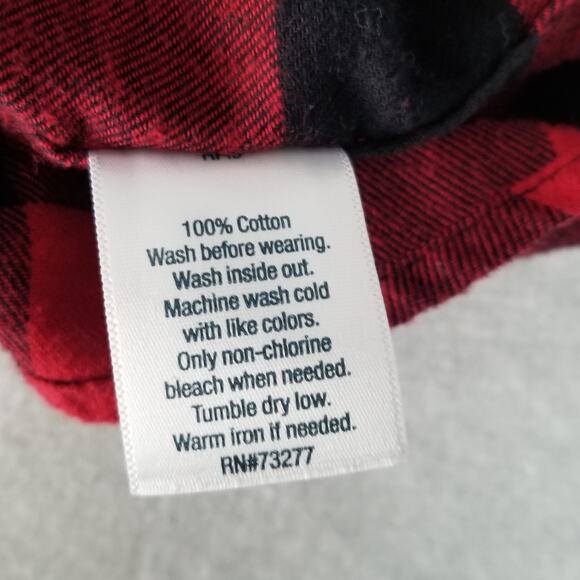 100% Cotton
Wash before wearing.
Wash inside out.
Machine wash cold
with like colors.
Only non-chlorine
bleach when needed.
Tumble dry low.
Warm iron if needed.
RN#73277